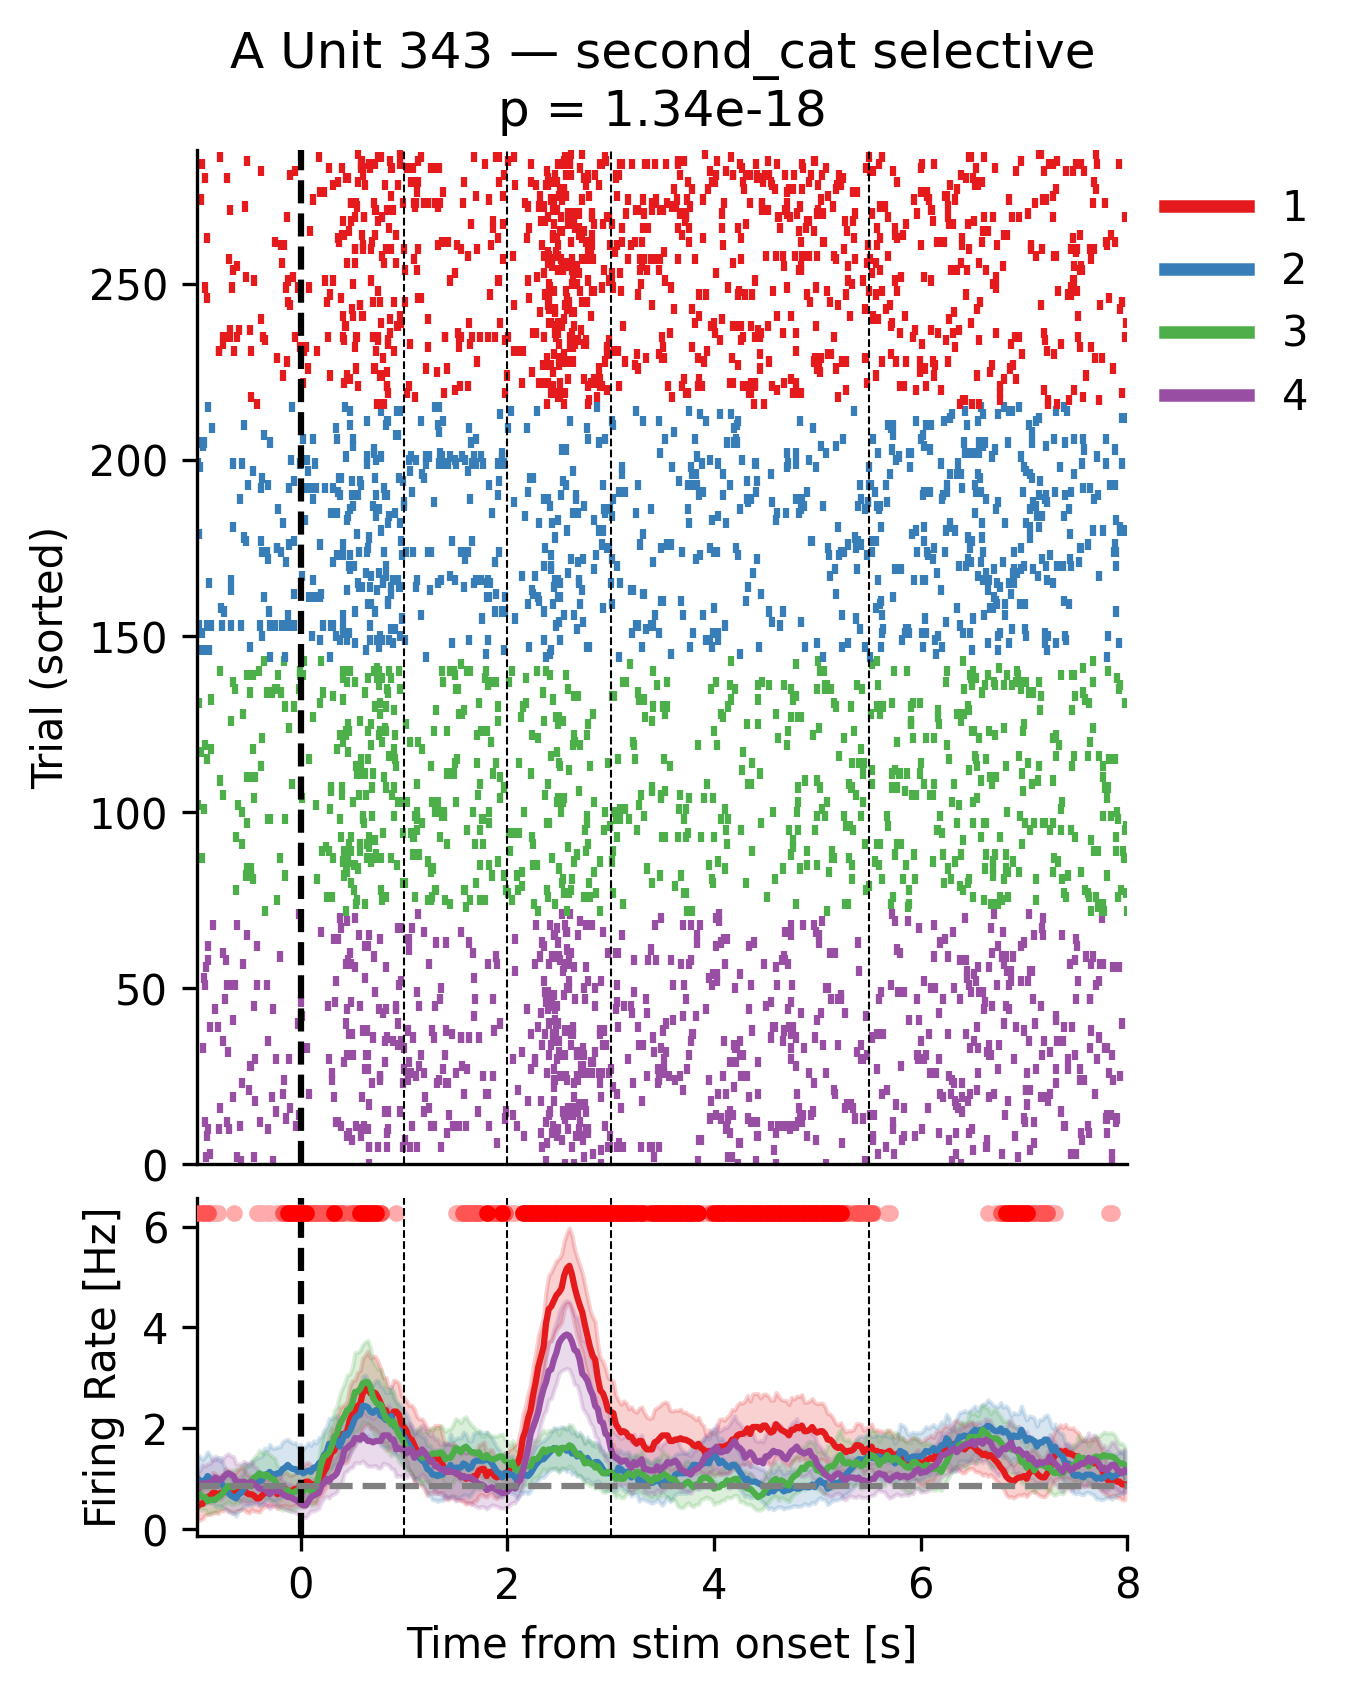 A Unit 343 — second_cat selective
p = 1.34e-18
1
2
3
4
250
200
150
100
50
0
Trial (sorted)
6
4
2
0
Firing Rate [Hz]
0 2 4 6 8
Time from stim onset [s]